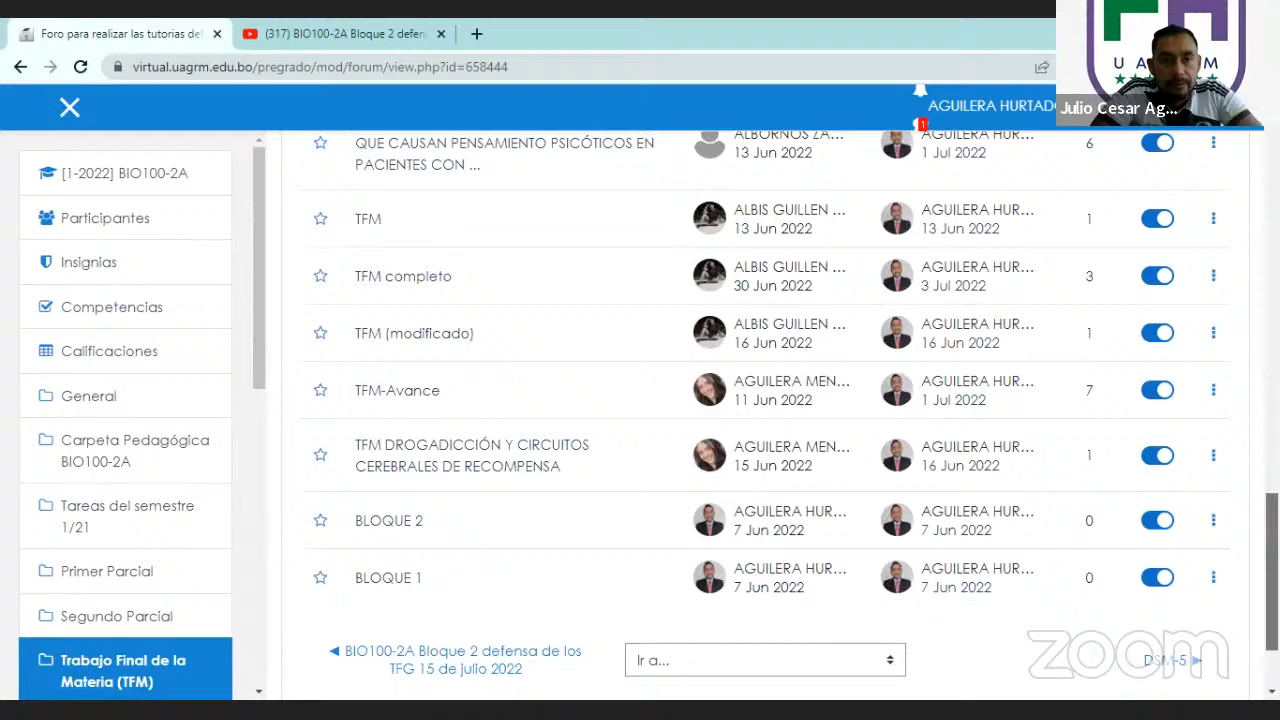 Foro para realizar las tutorias del
(317) BIO100-2A Bloque 2 defen
virtual.uagrm.edu.bo/pregrado/mod/forum/view.php?id=658444
UAGRM
AGUILERA HURTADO
1
Julio Cesar Ag...
[1-2022] BIO100-2A
Participantes
Insignias
Competencias
Calificaciones
General
Carpeta Pedagógica
BIO100-2A
Tareas del semestre
1/21
Primer Parcial
Segundo Parcial
Trabajo Final de la
Materia (TFM)
QUE CAUSAN PENSAMIENTO PSICÓTICOS EN
PACIENTES CON ...
ALBORNOS ZA...
13 Jun 2022
AGUILERA HUR...
1 Jul 2022
6
TFM
ALBIS GUILLEN ...
13 Jun 2022
AGUILERA HUR...
13 Jun 2022
1
TFM completo
ALBIS GUILLEN ...
30 Jun 2022
AGUILERA HUR...
3 Jul 2022
3
TFM (modificado)
ALBIS GUILLEN ...
16 Jun 2022
AGUILERA HUR...
16 Jun 2022
1
TFM-Avance
AGUILERA MEN...
11 Jun 2022
AGUILERA HUR...
1 Jul 2022
7
TFM DROGADICCIÓN Y CIRCUITOS
CEREBRALES DE RECOMPENSA
AGUILERA MEN...
15 Jun 2022
AGUILERA HUR...
16 Jun 2022
1
BLOQUE 2
AGUILERA HUR...
7 Jun 2022
AGUILERA HUR...
7 Jun 2022
0
BLOQUE 1
AGUILERA HUR...
7 Jun 2022
AGUILERA HUR...
7 Jun 2022
0
◄ BIO100-2A Bloque 2 defensa de los
TFG 15 de julio 2022
Ir a...
DSM-5 ►
zoom